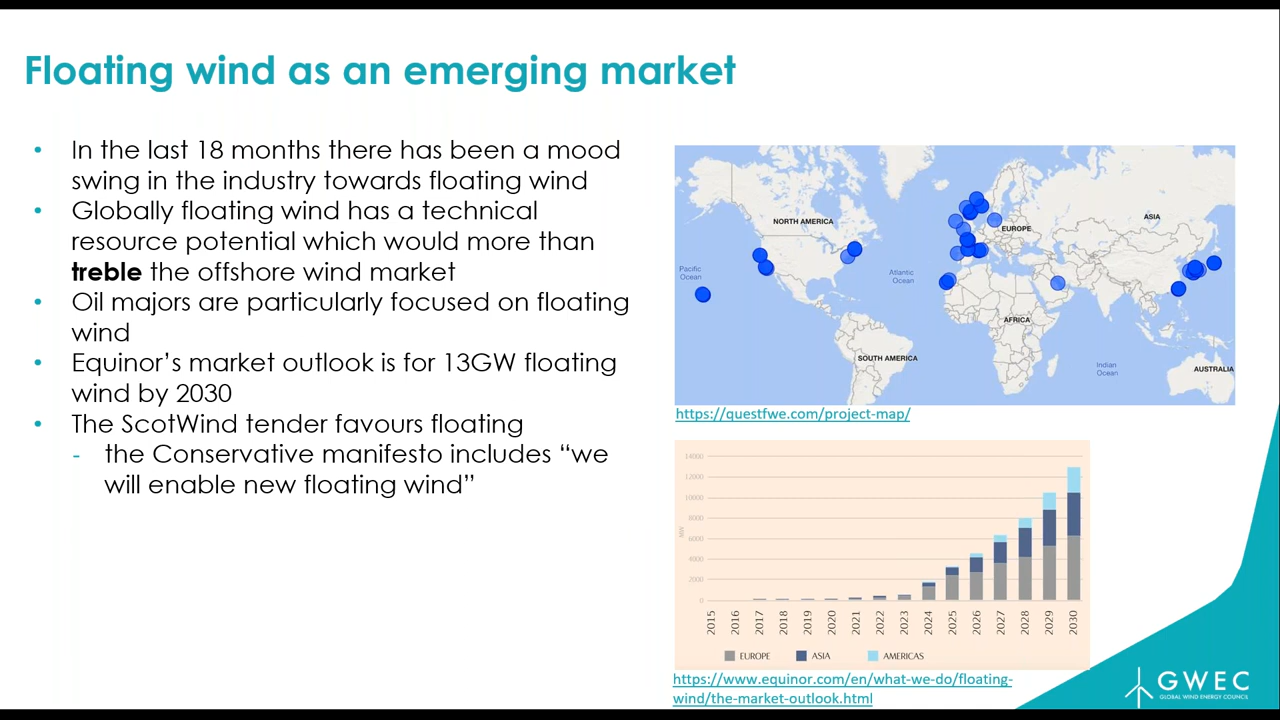 Floating wind as an emerging market
• In the last 18 months there has been a mood
swing in the industry towards floating wind
• Globally floating wind has a technical
resource potential which would more than
treble the offshore wind market
• Oil majors are particularly focused on floating
wind
• Equinor's market outlook is for 13GW floating
wind by 2030
• The ScotWind tender favours floating
- the Conservative manifesto includes “we
will enable new floating wind”
NORTH AMERICA
EUROPE
ASIA
Pacific
Ocean
Atlantic
Ocean
AFRICA
SOUTH AMERICA
Indian
Ocean
AUSTRALIA
https://questfwe.com/project-map/
14000
12000
10000
8000
6000
4000
2000
0
MW
2015 2016 2017 2018 2019 2020 2021 2022 2023 2024 2025 2026 2027 2028 2029 2030
EUROPE ASIA AMERICAS
https://www.equinor.com/en/what-we-do/floating-
wind/the-market-outlook.html
GWEC
GLOBAL WIND ENERGY COUNCIL